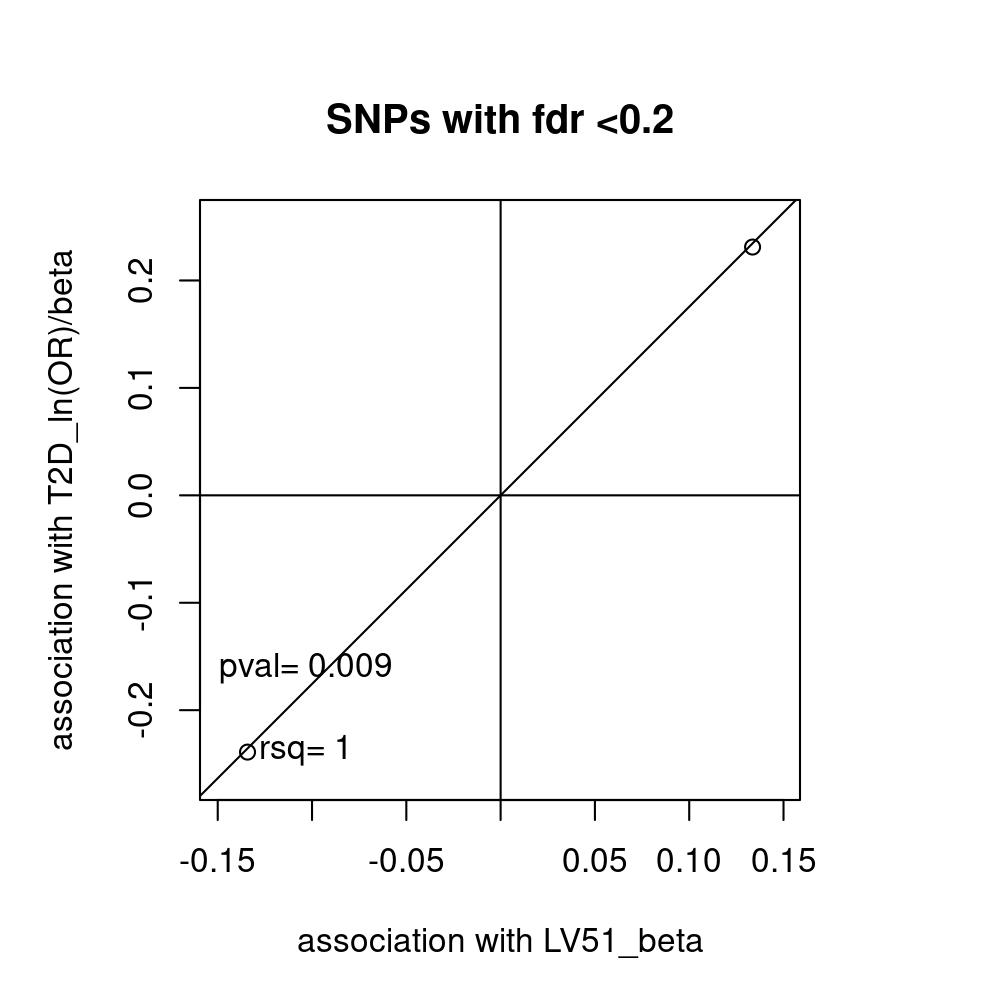 SNPs with fdr <0.2
association with T2D_ln(OR)/beta
0.2
0.1
0.0
-0.1
-0.2
pval= 0.009
rsq= 1
-0.15
-0.05
0.05
0.10
0.15
association with LV51_beta